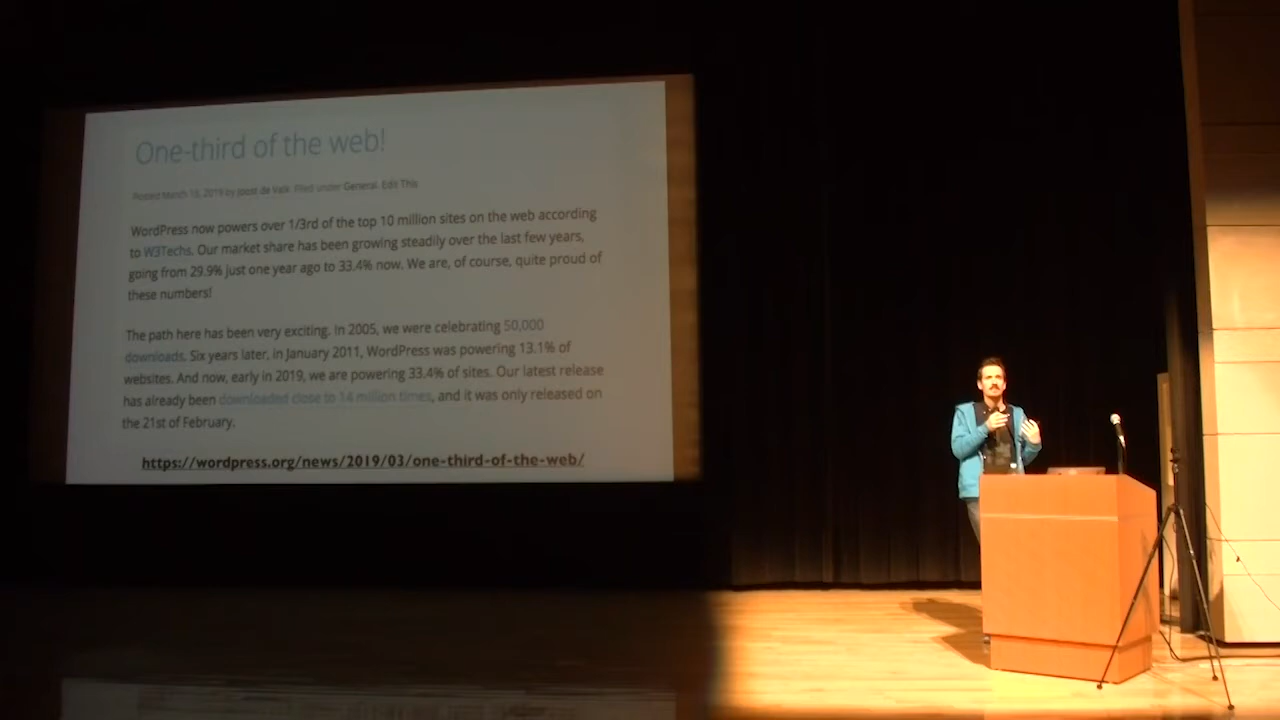 One-third of the web!
Posted March 15, 2019 by Joost de Valk. Filed under General. Edit This
WordPress now powers over 1/3rd of the top 10 million sites on the web according
to W3Techs. Our market share has been growing steadily over the last few years,
going from 29.9% just one year ago to 33.4% now. We are, of course, quite proud of
these numbers!
The path here has been very exciting. In 2005, we were celebrating 50,000
downloads. Six years later, in January 2011, WordPress was powering 13.1% of
websites. And now, early in 2019, we are powering 33.4% of sites. Our latest release
has already been downloaded close to 14 million times, and it was only released on
the 21st of February.
https://wordpress.org/news/2019/03/one-third-of-the-web/